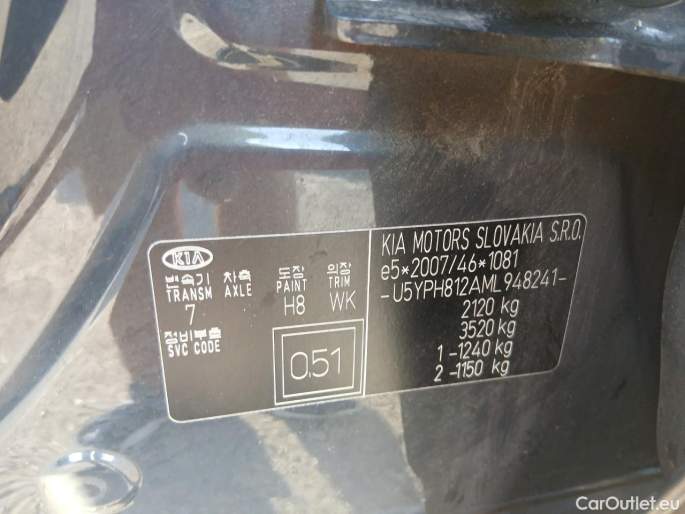 KIA
변속기 차축 도장 의장
TRANSM AXLE PAINT TRIM
7 H8 WK
정비부호
SVC CODE
0.51
KIA MOTORS SLOVAKIA S.R.O.
e5*2007/46*1081
-U5YPH812AML948241-
2120 kg
3520 kg
1 -1240 kg
2 -1150 kg
CarOutlet.eu